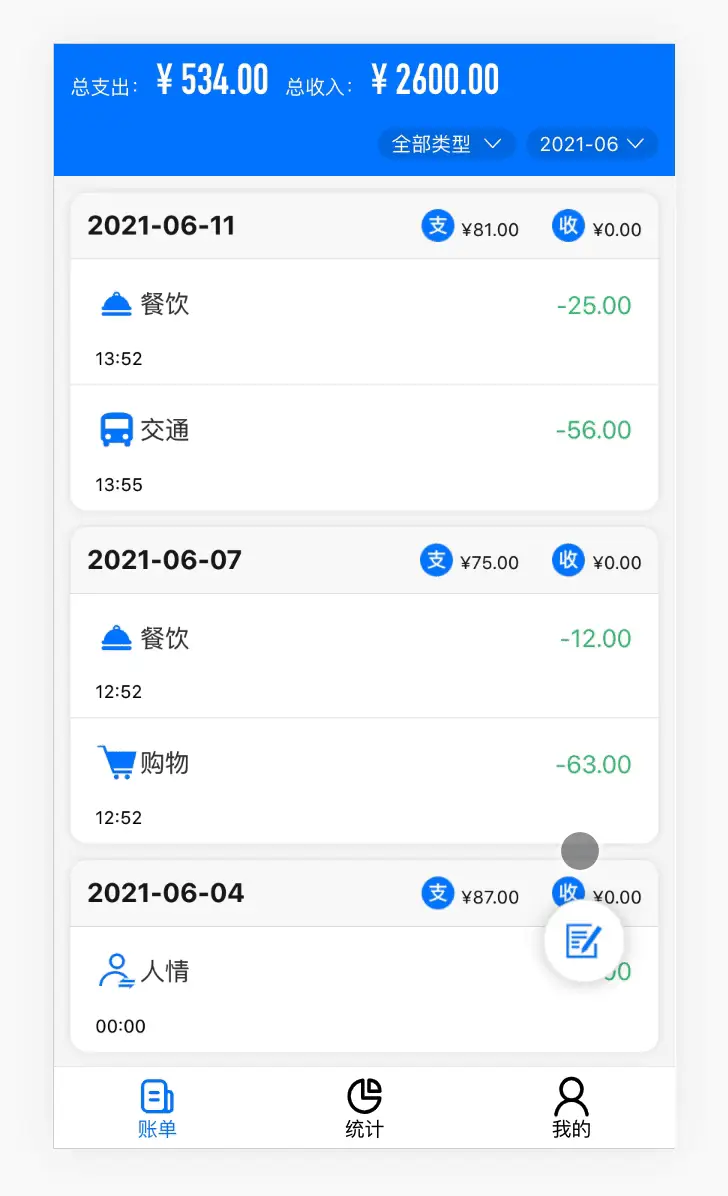 总支出： ¥ 534.00 总收入： ¥ 2600.00
全部类型 2021-06
2021-06-11 支 ¥81.00 收 ¥0.00
餐饮 -25.00
13:52
交通 -56.00
13:55
2021-06-07 支 ¥75.00 收 ¥0.00
餐饮 -12.00
12:52
购物 -63.00
12:52
2021-06-04 支 ¥87.00 收 ¥0.00
人情
00:00
账单 统计 我的